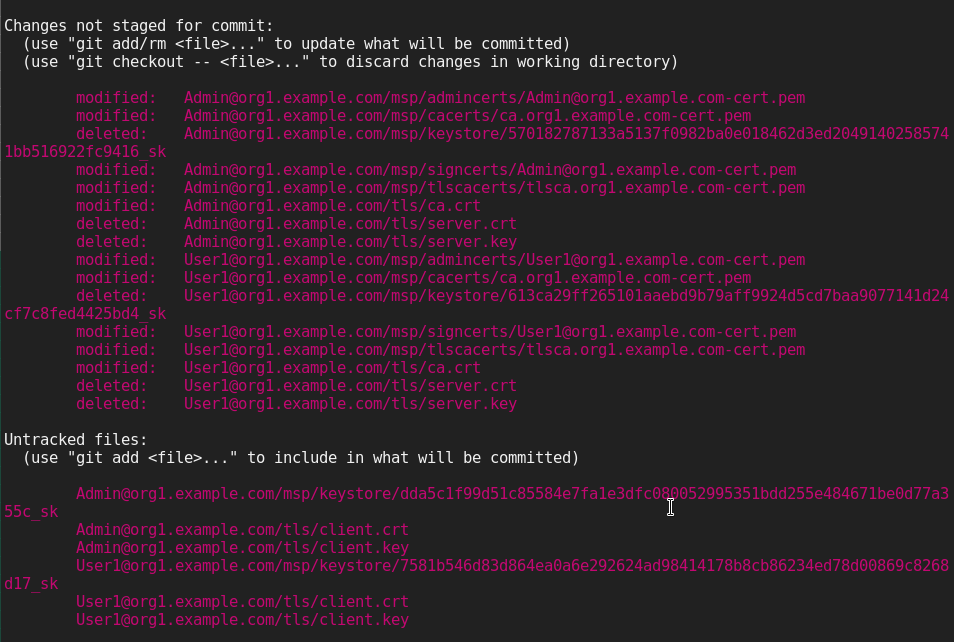 Changes not staged for commit:
  (use "git add/rm <file>..." to update what will be committed)
  (use "git checkout -- <file>..." to discard changes in working directory)
        modified:   Admin@org1.example.com/msp/admincerts/Admin@org1.example.com-cert.pem
        modified:   Admin@org1.example.com/msp/cacerts/ca.org1.example.com-cert.pem
        deleted:    Admin@org1.example.com/msp/keystore/570182787133a5137f0982ba0e018462d3ed2049140258574
1bb516922fc9416_sk
        modified:   Admin@org1.example.com/msp/signcerts/Admin@org1.example.com-cert.pem
        modified:   Admin@org1.example.com/msp/tlscacerts/tlsca.org1.example.com-cert.pem
        modified:   Admin@org1.example.com/tls/ca.crt
        deleted:    Admin@org1.example.com/tls/server.crt
        deleted:    Admin@org1.example.com/tls/server.key
        modified:   User1@org1.example.com/msp/admincerts/User1@org1.example.com-cert.pem
        modified:   User1@org1.example.com/msp/cacerts/ca.org1.example.com-cert.pem
        deleted:    User1@org1.example.com/msp/keystore/613ca29ff265101aaebd9b79aff9924d5cd7baa9077141d24
cf7c8fed4425bd4_sk
        modified:   User1@org1.example.com/msp/signcerts/User1@org1.example.com-cert.pem
        modified:   User1@org1.example.com/msp/tlscacerts/tlsca.org1.example.com-cert.pem
        modified:   User1@org1.example.com/tls/ca.crt
        deleted:    User1@org1.example.com/tls/server.crt
        deleted:    User1@org1.example.com/tls/server.key
Untracked files:
  (use "git add <file>..." to include in what will be committed)
        Admin@org1.example.com/msp/keystore/dda5c1f99d51c85584e7fa1e3dfc080052995351bdd255e484671be0d77a3
55c_sk
        Admin@org1.example.com/tls/client.crt
        Admin@org1.example.com/tls/client.key
        User1@org1.example.com/msp/keystore/7581b546d83d864ea0a6e292624ad98414178b8cb86234ed78d00869c8268
d17_sk
        User1@org1.example.com/tls/client.crt
        User1@org1.example.com/tls/client.key